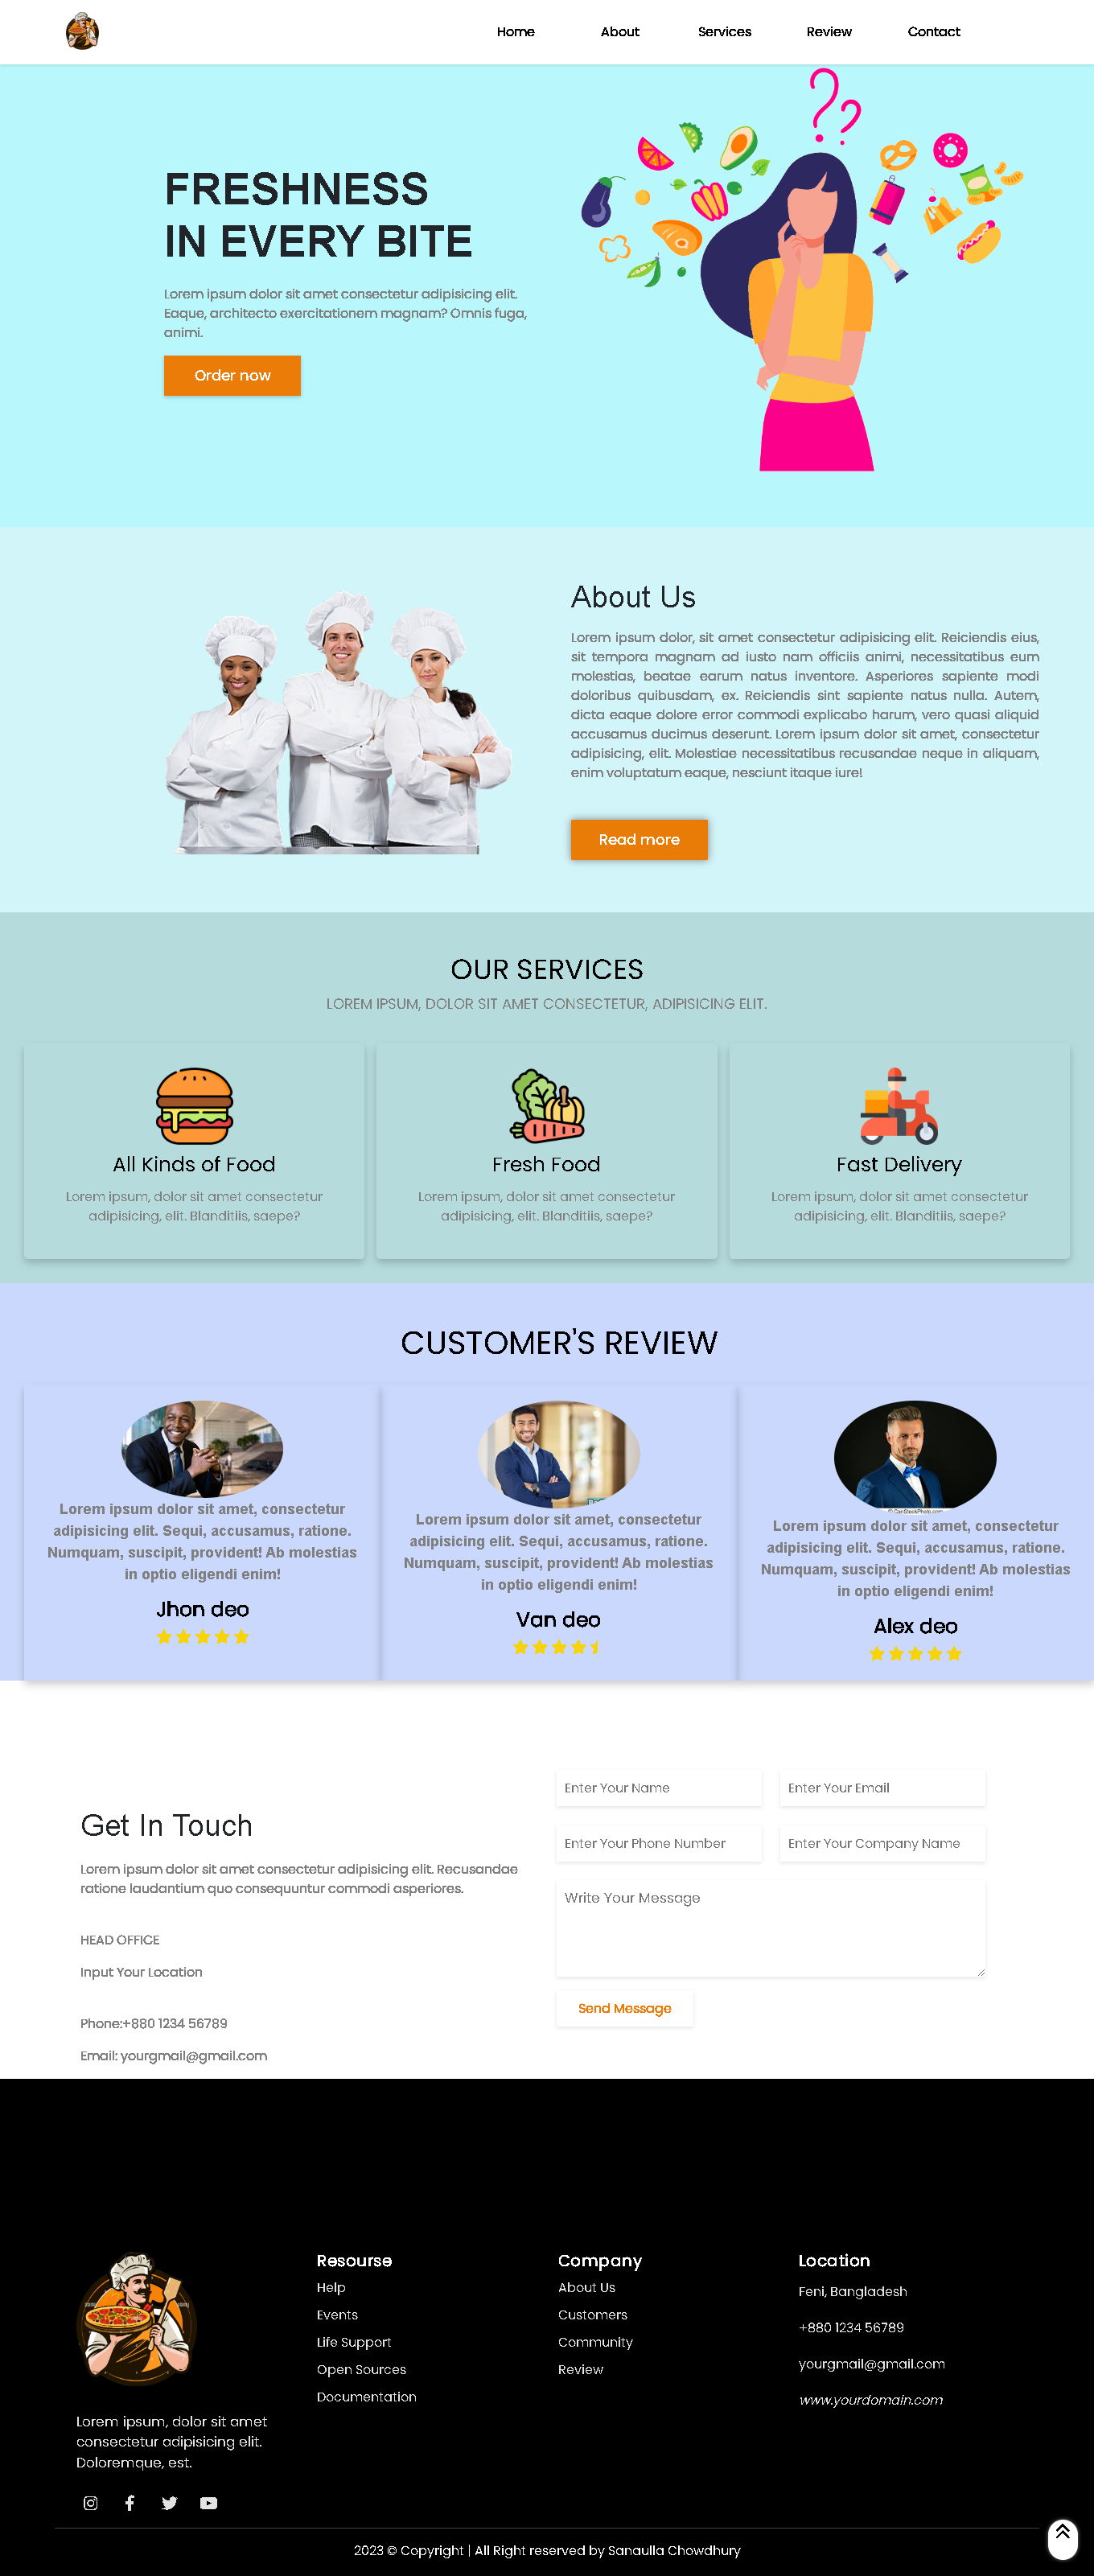 Home About Services Review Contact
FRESHNESS
IN EVERY BITE
Lorem ipsum dolor sit amet consectetur adipisicing elit.
Eaque, architecto exercitationem magnam? Omnis fuga,
animi.
Order now
About Us
Lorem ipsum dolor, sit amet consectetur adipisicing elit. Reiciendis eius,
sit tempora magnam ad iusto nam officiis animi, necessitatibus eum
molestias, beatae earum natus inventore. Asperiores sapiente modi
doloribus quibusdam, ex. Reiciendis sint sapiente natus nulla. Autem,
dicta eaque dolore error commodi explicabo harum, vero quasi aliquid
accusamus ducimus deserunt. Lorem ipsum dolor sit amet, consectetur
adipisicing, elit. Molestiae necessitatibus recusandae neque in aliquam,
enim voluptatum eaque, nesciunt itaque iure!
Read more
OUR SERVICES
LOREM IPSUM, DOLOR SIT AMET CONSECTETUR, ADIPISICING ELIT.
All Kinds of Food
Lorem ipsum, dolor sit amet consectetur
adipisicing, elit. Blanditiis, saepe?
Fresh Food
Lorem ipsum, dolor sit amet consectetur
adipisicing, elit. Blanditiis, saepe?
Fast Delivery
Lorem ipsum, dolor sit amet consectetur
adipisicing, elit. Blanditiis, saepe?
CUSTOMER'S REVIEW
Lorem ipsum dolor sit amet, consectetur
adipisicing elit. Sequi, accusamus, ratione.
Numquam, suscipit, provident! Ab molestias
in optio eligendi enim!
Jhon deo
Lorem ipsum dolor sit amet, consectetur
adipisicing elit. Sequi, accusamus, ratione.
Numquam, suscipit, provident! Ab molestias
in optio eligendi enim!
Van deo
© CanStockPhoto.com
Lorem ipsum dolor sit amet, consectetur
adipisicing elit. Sequi, accusamus, ratione.
Numquam, suscipit, provident! Ab molestias
in optio eligendi enim!
Alex deo
Get In Touch
Lorem ipsum dolor sit amet consectetur adipisicing elit. Recusandae
ratione laudantium quo consequuntur commodi asperiores.
HEAD OFFICE
Input Your Location
Phone:+880 1234 56789
Email: yourgmail@gmail.com
Enter Your Name
Enter Your Email
Enter Your Phone Number
Enter Your Company Name
Write Your Message
Send Message
Lorem ipsum, dolor sit amet
consectetur adipisicing elit.
Doloremque, est.
Resourse
Help
Events
Life Support
Open Sources
Documentation
Company
About Us
Customers
Community
Review
Location
Feni, Bangladesh
+880 1234 56789
yourgmail@gmail.com
www.yourdomain.com
2023 © Copyright | All Right reserved by Sanaulla Chowdhury